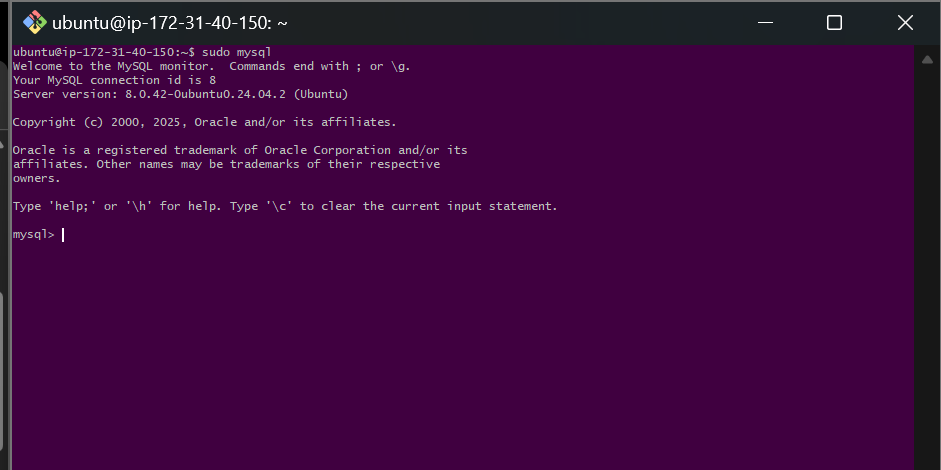 ubuntu@ip-172-31-40-150: ~
ubuntu@ip-172-31-40-150:~$ sudo mysql
Welcome to the MySQL monitor.  Commands end with ; or \g.
Your MySQL connection id is 8
Server version: 8.0.42-0ubuntu0.24.04.2 (Ubuntu)
Copyright (c) 2000, 2025, Oracle and/or its affiliates.
Oracle is a registered trademark of Oracle Corporation and/or its
affiliates. Other names may be trademarks of their respective
owners.
Type 'help;' or '\h' for help. Type '\c' to clear the current input statement.
mysql>